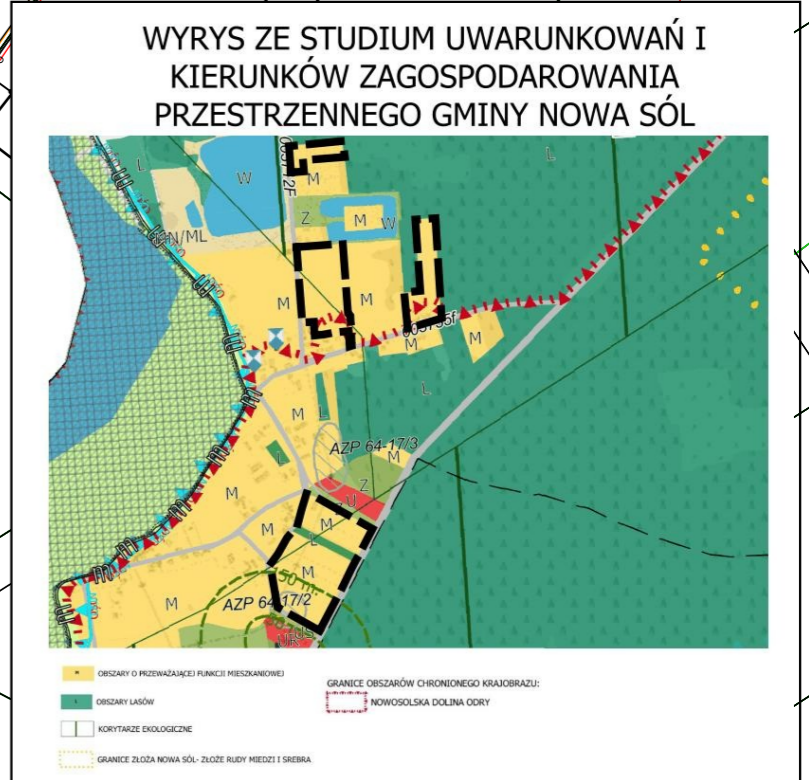 WYRYS ZE STUDIUM UWARUNKOWAŃ I
KIERUNKÓW ZAGOSPODAROWANIA
PRZESTRZENNEGO GMINY NOWA SÓL
L
L
W
M
Z
M
W
N/ML
M
M
M
M
L
M
L
AZP 64-17/3
M
L
Z
M
U
M
M
L
M
50 m.
M
AZP 64-17/2
M
OBSZARY O PRZEWAŻAJĄCEJ FUNKCJI MIESZKANIOWEJ
L
OBSZARY LASÓW
KORYTARZE EKOLOGICZNE
GRANICE ZŁOŻA NOWA SÓL- ZŁOŻE RUDY MIEDZI I SREBRA
GRANICE OBSZARÓW CHRONIONEGO KRAJOBRAZU:
NOWOSOLSKA DOLINA ODRY